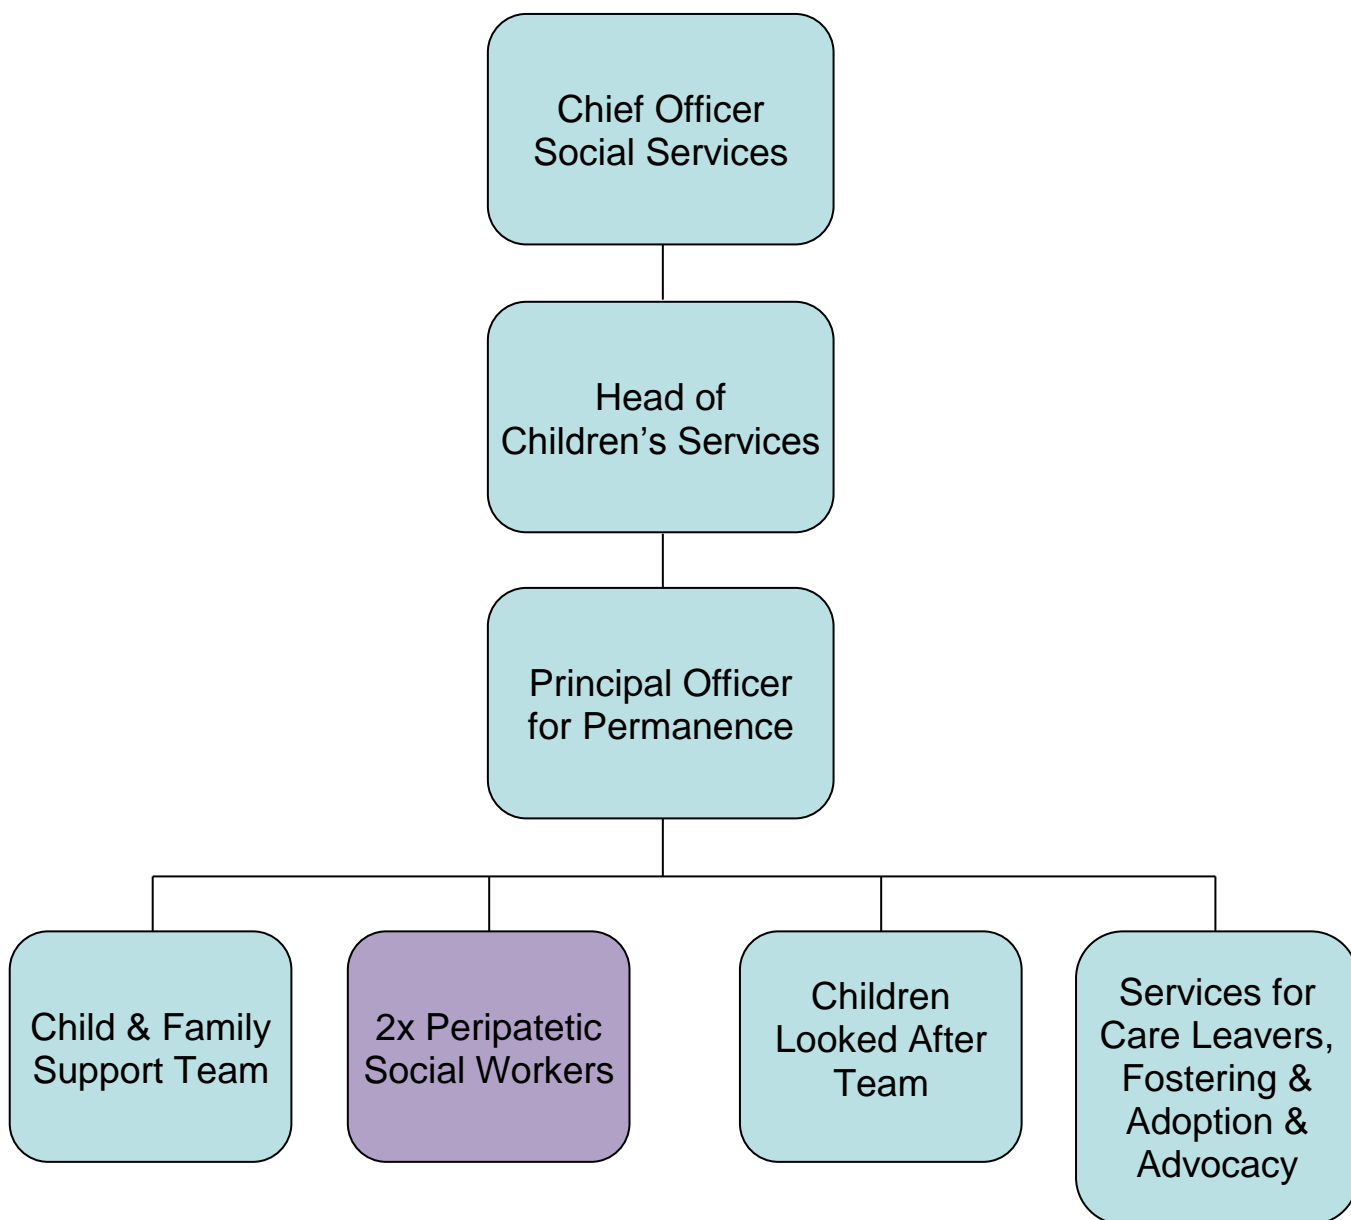 Chief Officer
Social Services
Head of
Children’s Services
Principal Officer
for Permanence
Child & Family
Support Team
2x Peripatetic
Social Workers
Children
Looked After
Team
Services for
Care Leavers,
Fostering &
Adoption &
Advocacy